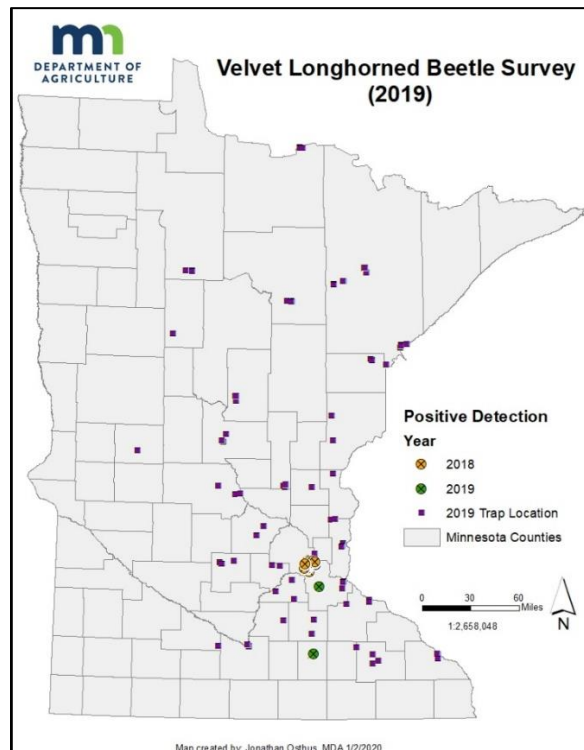 mn
DEPARTMENT OF
AGRICULTURE
Velvet Longhorned Beetle Survey
(2019)
Positive Detection
Year
2018
2019
2019 Trap Location
Minnesota Counties
0 30 60
Miles
1:2,658,048
N
Map created by: Jonathan Osthus, MDA 1/2/2020